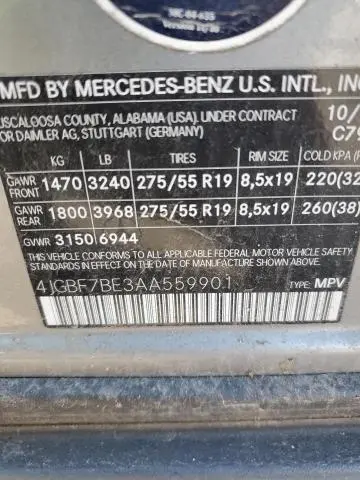 MFD BY MERCEDES-BENZ U.S. INTL., INC
USCALOOSA COUNTY, ALABAMA (USA), UNDER CONTRACT 10/
OR DAIMLER AG, STUTTGART (GERMANY) C7
KG LB TIRES RIM SIZE COLD KPA(P
GAWR FRONT 1470 3240 275/55 R19 8,5x19 220(32
GAWR REAR 1800 3968 275/55 R19 8,5x19 260(38)
GVWR 3150 6944
THIS VEHICLE CONFORMS TO ALL APPLICABLE FEDERAL MOTOR VEHICLE SAFETY
STANDARDS IN EFFECT ON THE DATE OF MANUFACTURE SHOWN ABOVE.
4JGBF7BE3AA559901 TYPE: MPV